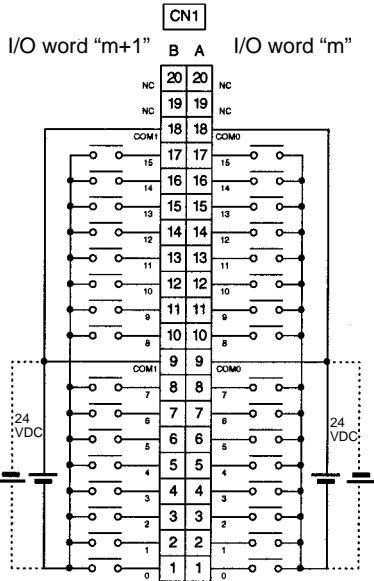 CN1
I/O word “m+1” B A I/O word “m”
NC 20 20 NC
NC 19 19 NC
COM1 18 18 COM0
15 17 17 15
14 16 16 14
13 15 15 13
12 14 14 12
11 13 13 11
10 12 12 10
9 11 11 9
8 10 10 8
COM1 9 9 COM0
7 8 8 7
6 7 7 6
5 6 6 5
4 5 5 4
3 4 4 3
2 3 3 2
1 2 2 1
0 1 1 0
24 VDC
24 VDC